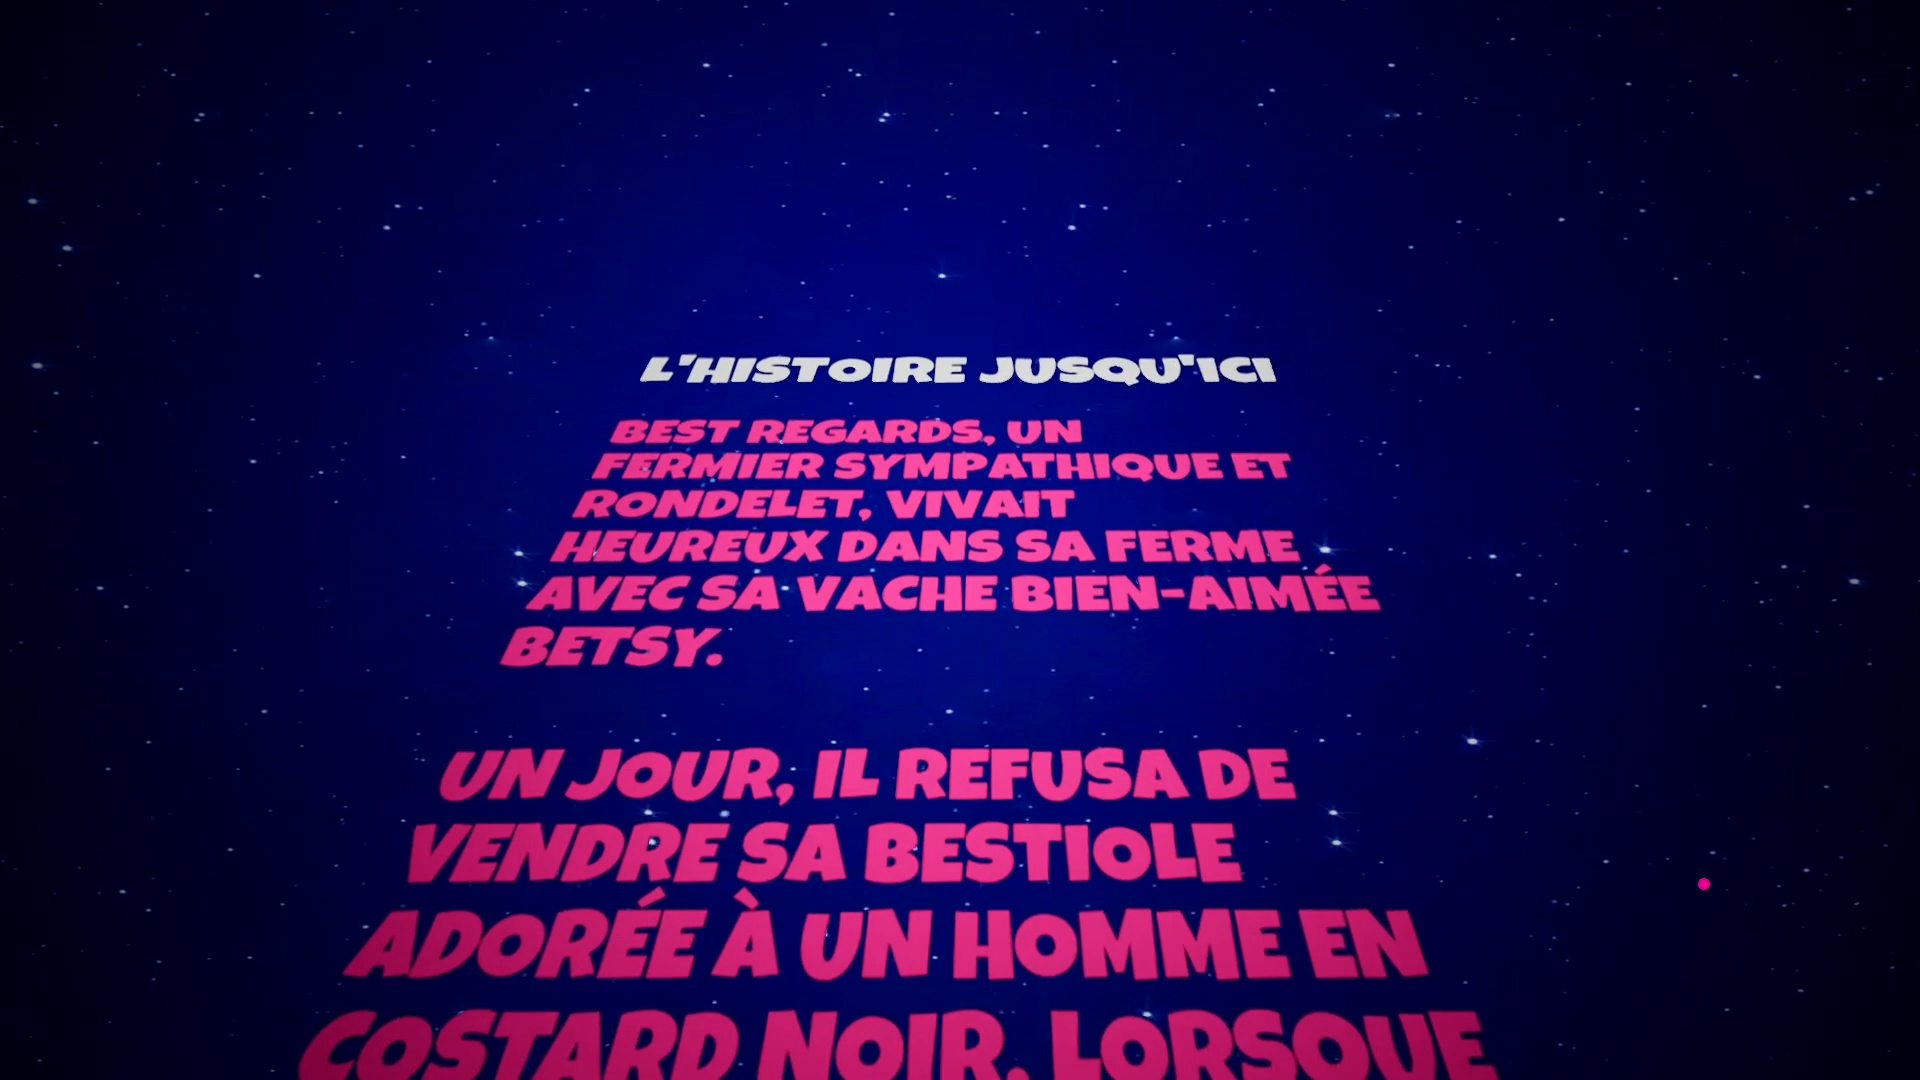 L'HISTOIRE JUSQU'ICI
BEST REGARDS, UN
FERMIER SYMPATHIQUE ET
RONDELET, VIVAIT
HEUREUX DANS SA FERME
AVEC SA VACHE BIEN-AIMÉE
BETSY.
UN JOUR, IL REFUSA DE
VENDRE SA BESTIOLE
ADORÉE À UN HOMME EN
COSTARD NOIR. LORSQUE